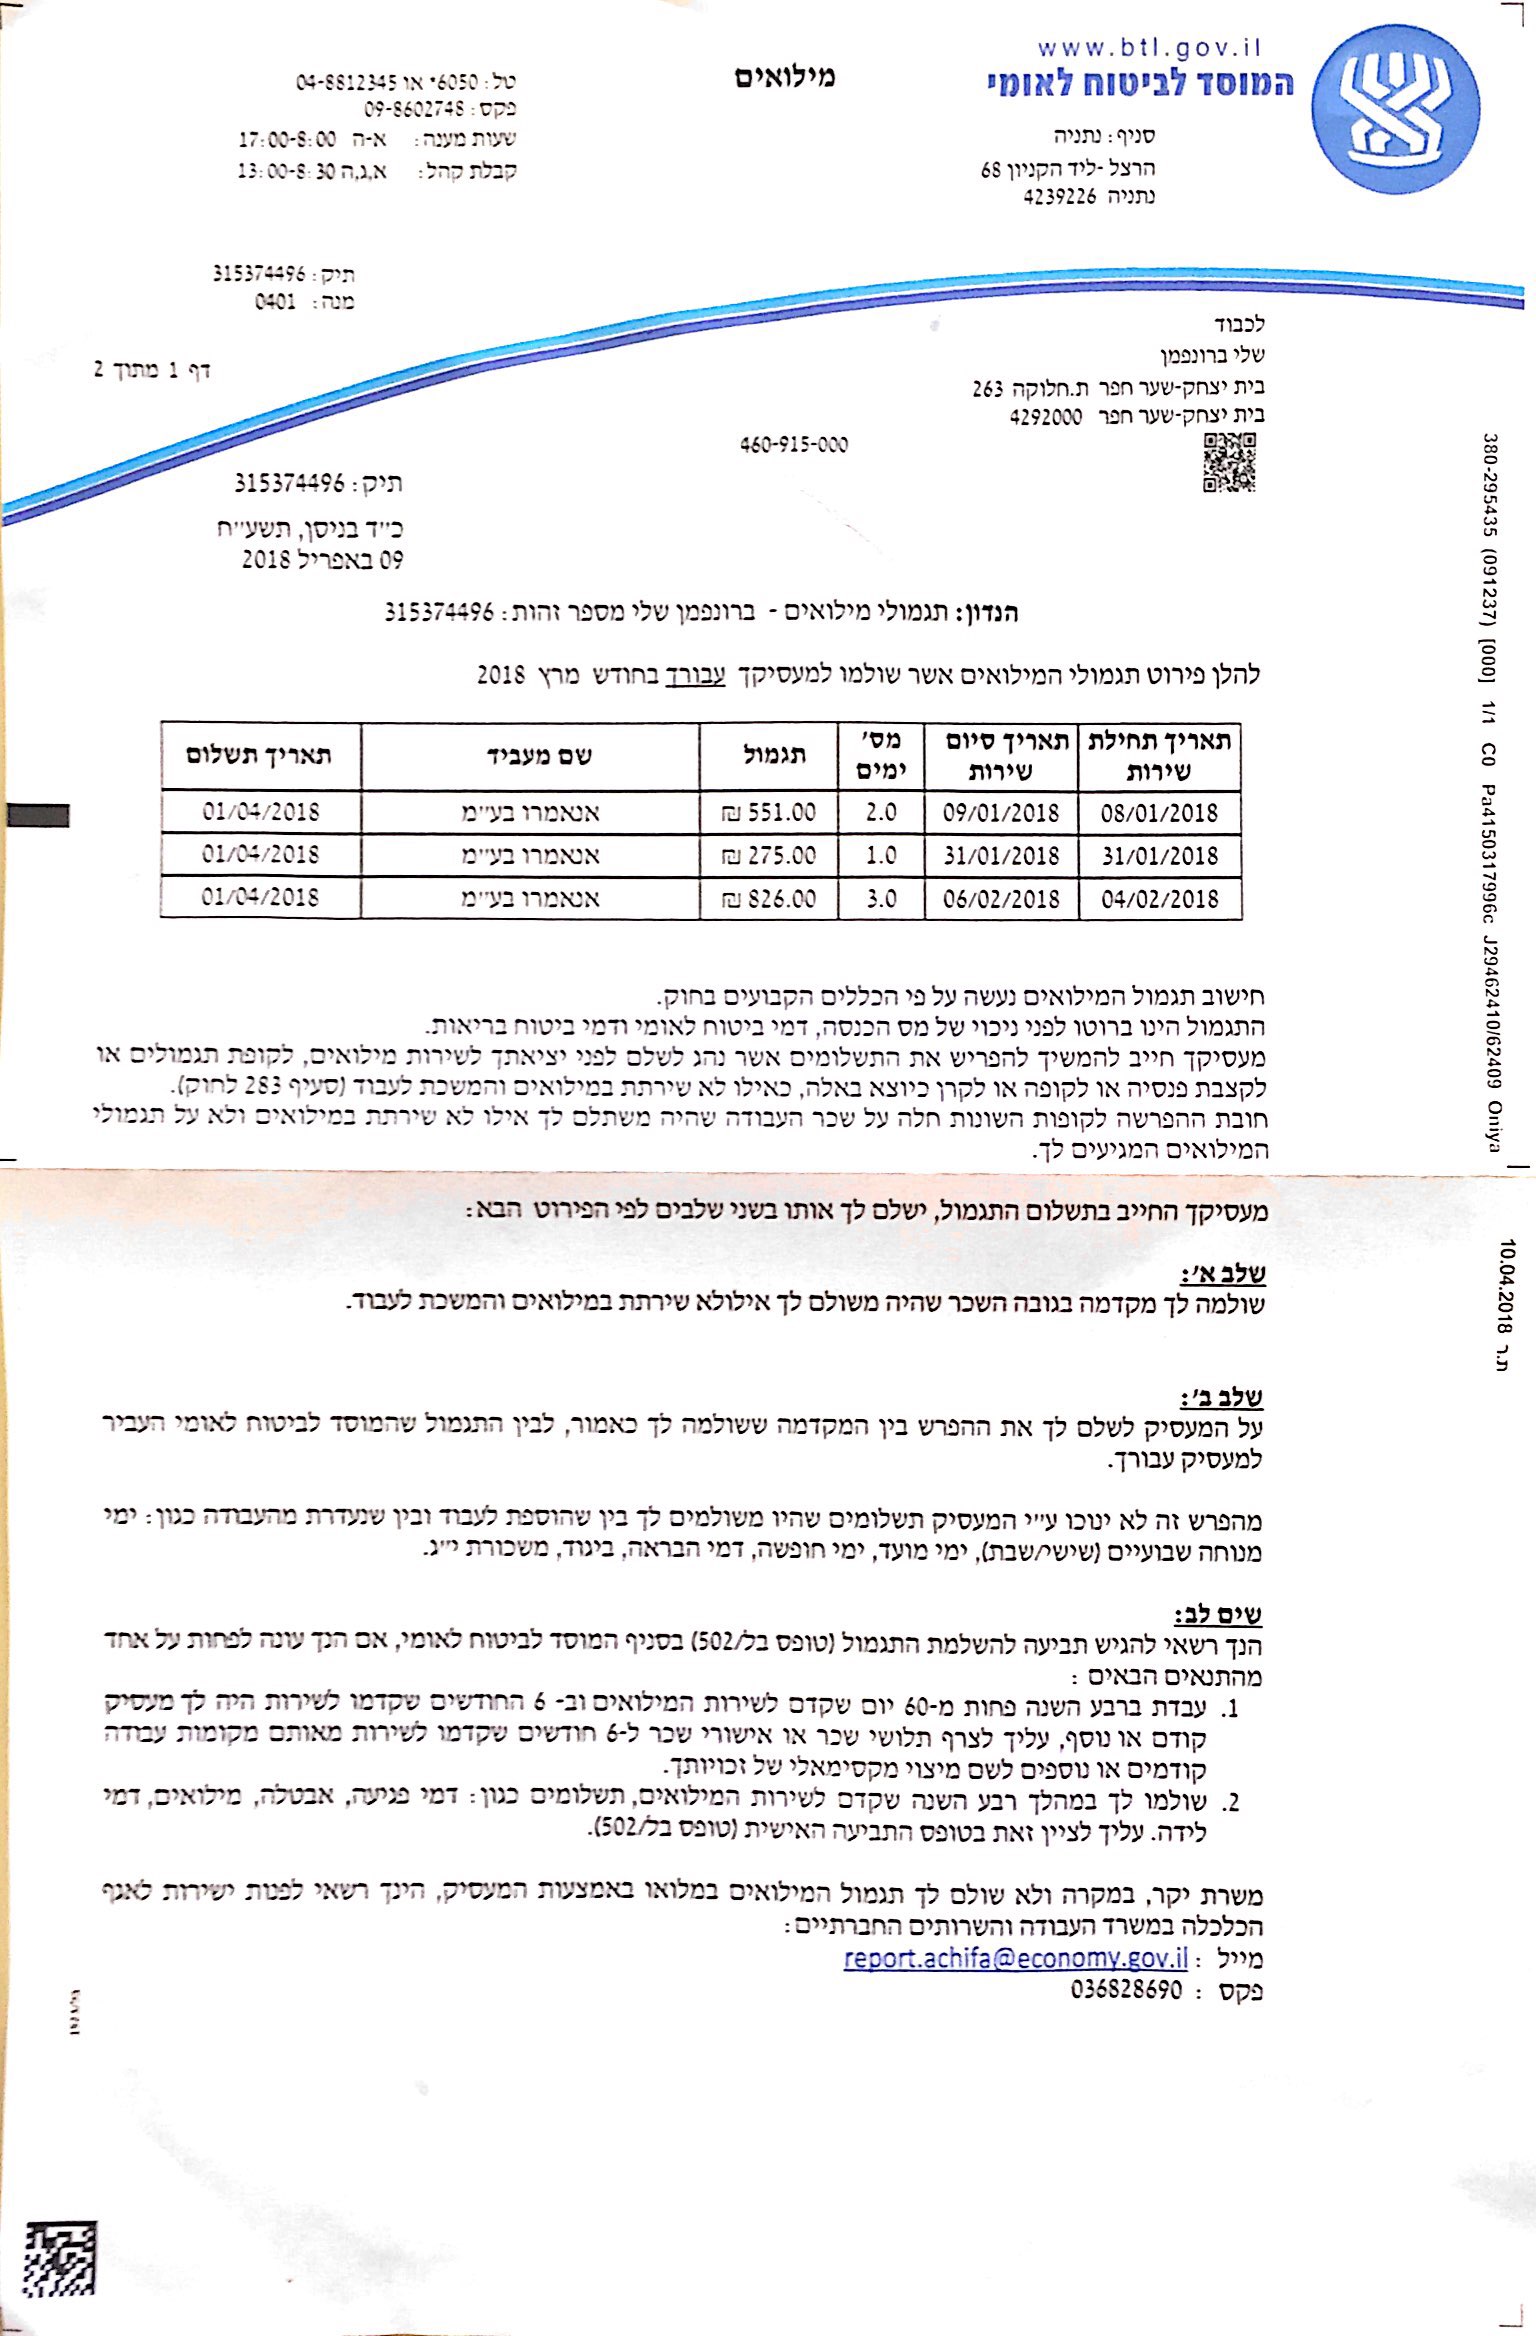 www.btl.gov.il
המוסד לביטוח לאומי
סניף: נתניה
הרצל -ליד הקניון 68
נתניה 4239226
מילואים
טל: 6050* או 04-8812345
פקס: 09-8602748
שעות מענה: א-ה 17:00-8:00
קבלת קהל: א,ג,ה 13:00-8:30
תיק: 315374496
מנה: 0401
דף 1 מתוך 2
לכבוד
שלי ברונפמן
בית יצחק-שער חפר ת.חלוקה 263
בית יצחק-שער חפר 4292000
460-915-000
תיק: 315374496
כ"ד בניסן, תשע"ח
09 באפריל 2018
הנדון: תגמולי מילואים - ברונפמן שלי מספר זהות: 315374496
להלן פירוט תגמולי המילואים אשר שולמו למעסיקך עבורך בחודש מרץ 2018
תאריך תחילת שירות תאריך סיום שירות מס' ימים תגמול שם מעביד תאריך תשלום
08/01/2018 09/01/2018 2.0 551.00 ₪ אנאמרו בע"מ 01/04/2018
31/01/2018 31/01/2018 1.0 275.00 ₪ אנאמרו בע"מ 01/04/2018
04/02/2018 06/02/2018 3.0 826.00 ₪ אנאמרו בע"מ 01/04/2018
חישוב תגמול המילואים נעשה על פי הכללים הקבועים בחוק.
התגמול הינו ברוטו לפני ניכוי של מס הכנסה, דמי ביטוח לאומי ודמי ביטוח בריאות.
מעסיקך חייב להמשיך להפריש את התשלומים אשר נהג לשלם לפני יציאתך לשירות מילואים, לקופת תגמולים או
לקצבת פנסיה או לקופה או לקרן כיוצא באלה, כאילו לא שירתת במילואים והמשכת לעבוד (סעיף 283 לחוק).
חובת ההפרשה לקופות השונות חלה על שכר העבודה שהיה משתלם לך אילו לא שירתת במילואים ולא על תגמולי
המילואים המגיעים לך.
מעסיקך החייב בתשלום התגמול, ישלם לך אותו בשני שלבים לפי הפירוט הבא:
שלב א':
שולמה לך מקדמה בגובה השכר שהיה משולם לך אילולא שירתת במילואים והמשכת לעבוד.
שלב ב':
על המעסיק לשלם לך את ההפרש בין המקדמה ששולמה לך כאמור, לבין התגמול שהמוסד לביטוח לאומי העביר
למעסיק עבורך.
מהפרש זה לא ינוכו ע"י המעסיק תשלומים שהיו משולמים לך בין שהוספת לעבוד ובין שנעדרת מהעבודה כגון: ימי
מנוחה שבועיים (שישי/שבת), ימי מועד, ימי חופשה, דמי הבראה, ביגוד, משכורת י"ג.
שים לב:
הנך רשאי להגיש תביעה להשלמת התגמול (טופס בל/502) בסניף המוסד לביטוח לאומי, אם הנך עונה לפחות על אחד
מהתנאים הבאים :
1. עבדת ברבע השנה פחות מ-60 יום שקדם לשירות המילואים וב- 6 החודשים שקדמו לשירות היה לך מעסיק
קודם או נוסף, עליך לצרף תלושי שכר או אישורי שכר ל-6 חודשים שקדמו לשירות מאותם מקומות עבודה
קודמים או נוספים לשם מיצוי מקסימאלי של זכויותך.
2. שולמו לך במהלך רבע השנה שקדם לשירות המילואים, תשלומים כגון: דמי פגיעה, אבטלה, מילואים, דמי
לידה. עליך לציין זאת בטופס התביעה האישית (טופס בל/502).
משרת יקר, במקרה ולא שולם לך תגמול המילואים במלואו באמצעות המעסיק, הינך רשאי לפנות ישירות לאגף
הכלכלה במשרד העבודה והשרותים החברתיים:
מייל : report.achifa@economy.gov.il
פקס : 036828690
380-295435 (091237) [000] 1/1 C0 Pa4150317996c J29462410/62409 Oniya
ת.ר 10.04.2018